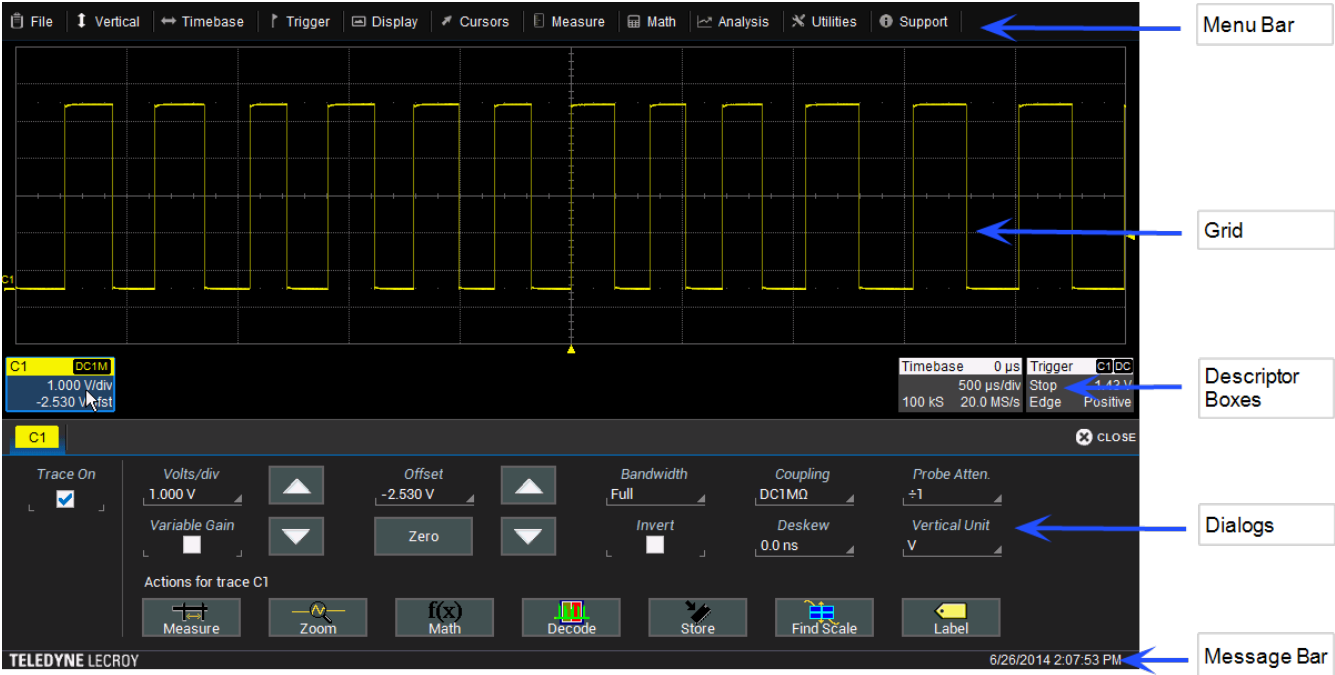 File Vertical Timebase Trigger Display Cursors Measure Math Analysis Utilities Support
Menu Bar
Grid
C1
C1 DC1M
1.000 V/div
-2.530 V ofst
Timebase 0 µs
500 µs/div
100 kS 20.0 MS/s
Trigger C1 DC
Stop 1.43 V
Edge Positive
Descriptor
Boxes
C1
CLOSE
Trace On
Volts/div
1.000 V
Offset
-2.530 V
Bandwidth
Full
Coupling
DC1MΩ
Probe Atten.
÷1
Variable Gain
Zero
Invert
Deskew
0.0 ns
Vertical Unit
V
Dialogs
Actions for trace C1
Measure
Zoom
f(x)
Math
Decode
Store
Find Scale
Label
TELEDYNE LECROY
6/26/2014 2:07:53 PM
Message Bar